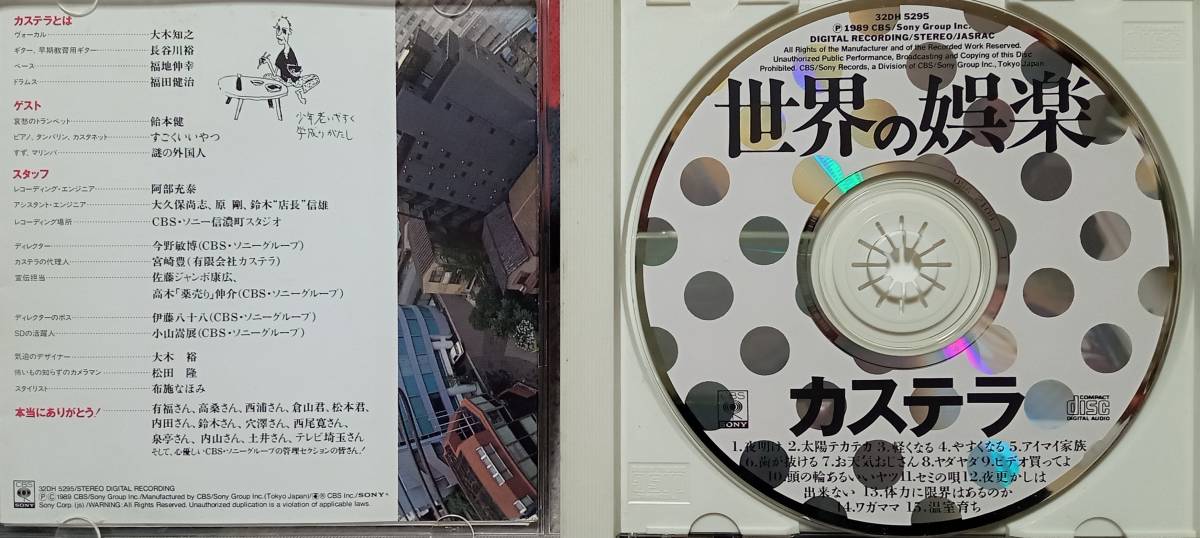 カステラとは
ヴォーカル 大木知之
ギター、早期教育用ギター 長谷川裕
ベース 福地伸幸
ドラムス 福田健治
少年老いやすく
学成りがたし
ゲスト
哀愁のトランペット 鈴本健
ピアノ、タンバリン、カスタネット すごくいいやつ
すず、マリンバ 謎の外国人
スタッフ
レコーディング・エンジニア 阿部充泰
アシスタント・エンジニア 大久保尚志、原 剛、鈴木“店長”信雄
レコーディング場所 CBS・ソニー信濃町スタジオ
ディレクター 今野敏博(CBS・ソニーグループ)
カステラの代理人 宮崎豊(有限会社カステラ)
宣伝担当 佐藤ジャンボ康広、
高木「薬売り」伸介(CBS・ソニーグループ)
ディレクターのボス 伊藤八十八(CBS・ソニーグループ)
SDの活躍人 小山嵩展(CBS・ソニーグループ)
気迫のデザイナー 大木 裕
怖いもの知らずのカメラマン 松田 隆
スタイリスト 布施なほみ
本当にありがとう! 有福さん、高桑さん、西浦さん、倉山君、松本君、
内田さん、鈴木さん、穴澤さん、西尾寛さん、
泉亭さん、内山さん、土井さん、テレビ埼玉さん
そして、心優しいCBS・ソニーグループの管理セクションの皆さん!
CBS
SONY
32DH 5295/STEREO DIGITAL RECORDING
Ⓟ Ⓒ 1989 CBS/Sony Group Inc./Manufactured by CBS/Sony Group Inc.(Tokyo Japan)/® CBS Inc./SONY®
Sony Corp. (js) /WARNING: All Rights Reserved. Unauthorized duplication is a violation of applicable laws.
32DH 5295
Ⓟ 1989 CBS/Sony Group Inc.
DIGITAL RECORDING/STEREO/JASRAC
All Rights of the Manufacturer and of the Recorded Work Reserved.
Unauthorized Public Performance, Broadcasting and Copying of this Disc
Prohibited. CBS/Sony Records, a Division of CBS/Sony Group Inc., Tokyo Japan
世界の娯楽
カステラ
CBS
SONY
COMPACT
disc
DIGITAL AUDIO
1.夜明け 2.太陽テカテカ 3.軽くなる 4.やすくなる 5.アイマイ家族
6.歯が抜ける 7.お天気おじさん 8.ヤダヤダ 9.ビデオ買ってよ
10.頭の輪あるいいヤツ 11.セミの唄 12.夜更かしは
出来ない 13.体力に限界はあるのか
14.ワガママ 15.温室育ち